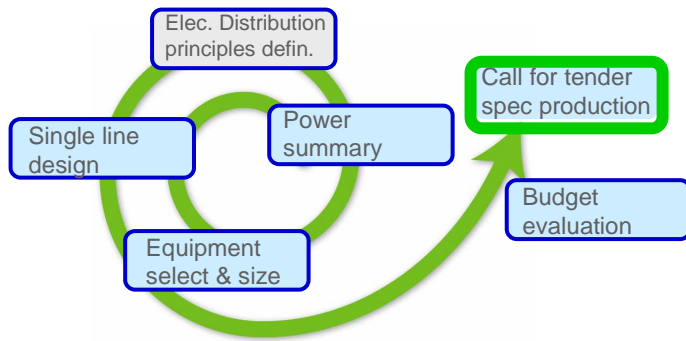 Elec. Distribution
principles defin.
Call for tender
spec production
Single line
design
Power
summary
Budget
evaluation
Equipment
select & size